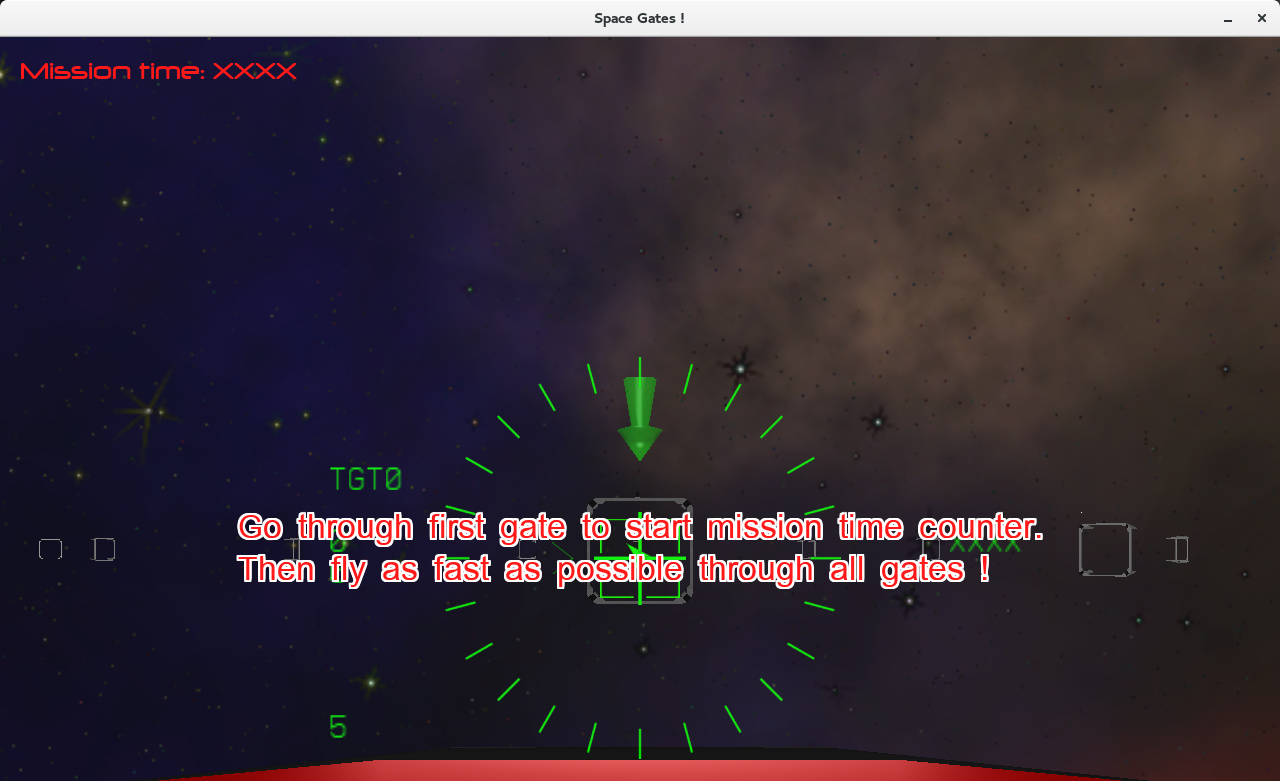 Space Gates !
Mission time: XXXX
TGT0
Go through first gate to start mission time counter.
XXXX
Then fly as fast as possible through all gates !
5